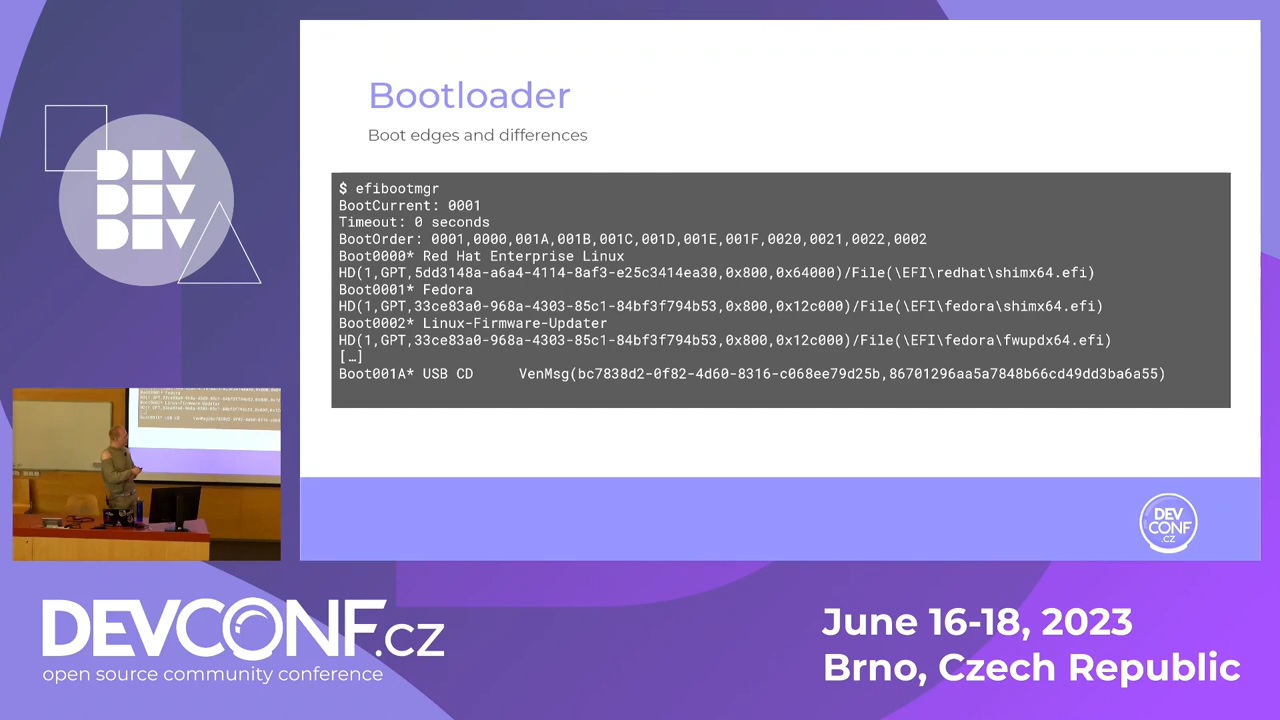 DEV
DEV
DEV
Bootloader
Boot edges and differences
$ efibootmgr
BootCurrent: 0001
Timeout: 0 seconds
BootOrder: 0001,0000,001A,001B,001C,001D,001E,001F,0020,0021,0022,0002
Boot0000* Red Hat Enterprise Linux
HD(1,GPT,5dd3148a-a6a4-4114-8af3-e25c3414ea30,0x800,0x64000)/File(\EFI\redhat\shimx64.efi)
Boot0001* Fedora
HD(1,GPT,33ce83a0-968a-4303-85c1-84bf3f794b53,0x800,0x12c000)/File(\EFI\fedora\shimx64.efi)
Boot0002* Linux-Firmware-Updater
HD(1,GPT,33ce83a0-968a-4303-85c1-84bf3f794b53,0x800,0x12c000)/File(\EFI\fedora\fwupdx64.efi)
[…]
Boot001A* USB CD VenMsg(bc7838d2-0f82-4d60-8316-c068ee79d25b,86701296aa5a7848b66cd49dd3ba6a55)
DEV
CONF
.CZ
DEVCONF.cz
open source community conference
June 16-18, 2023
Brno, Czech Republic